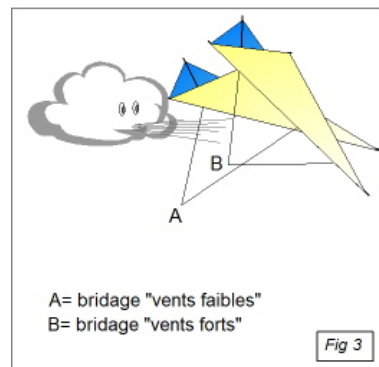 B
A
A= bridage "vents faibles"
B= bridage "vents forts"
Fig 3